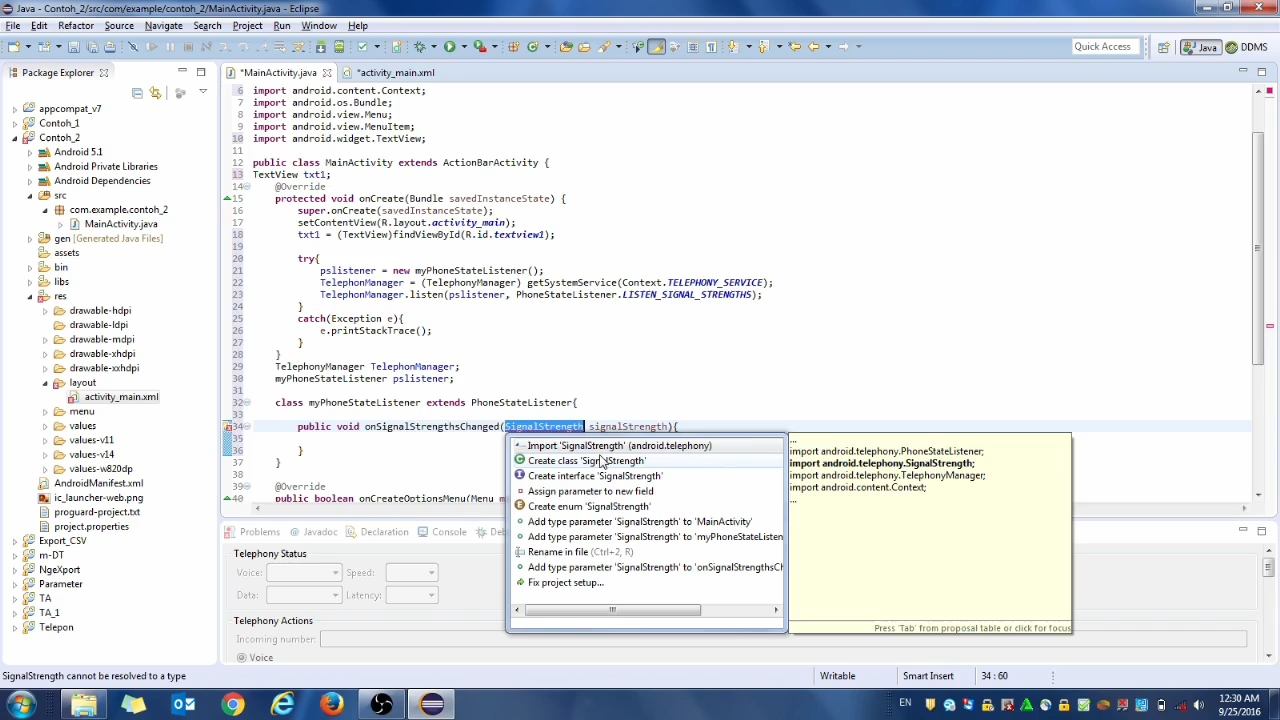 Java - Contoh_2/src/com/example/contoh_2/MainActivity.java - Eclipse
File Edit Refactor Source Navigate Search Project Run Window Help
Quick Access
Java
DDMS
Package Explorer
appcompat_v7
Contoh_1
Contoh_2
Android 5.1
Android Private Libraries
Android Dependencies
src
com.example.contoh_2
MainActivity.java
gen [Generated Java Files]
assets
bin
libs
res
drawable-hdpi
drawable-ldpi
drawable-mdpi
drawable-xhdpi
drawable-xxhdpi
layout
activity_main.xml
menu
values
values-v11
values-v14
values-w820dp
AndroidManifest.xml
ic_launcher-web.png
proguard-project.txt
project.properties
Export_CSV
m-DT
NgeXport
Parameter
TA
TA_1
Telepon
*MainActivity.java
*activity_main.xml
6 import android.content.Context;
7 import android.os.Bundle;
8 import android.view.Menu;
9 import android.view.MenuItem;
10 import android.widget.TextView;
11
12 public class MainActivity extends ActionBarActivity {
13 TextView txt1;
14 @Override
15 protected void onCreate(Bundle savedInstanceState) {
16 super.onCreate(savedInstanceState);
17 setContentView(R.layout.activity_main);
18 txt1 = (TextView)findViewById(R.id.textview1);
19
20 try{
21 pslistener = new myPhoneStateListener();
22 TelephonManager = (TelephonyManager) getSystemService(Context.TELEPHONY_SERVICE);
23 TelephonManager.listen(pslistener, PhoneStateListener.LISTEN_SIGNAL_STRENGTHS);
24 }
25 catch(Exception e){
26 e.printStackTrace();
27 }
28 }
29 TelephonyManager TelephonManager;
30 myPhoneStateListener pslistener;
31
32 class myPhoneStateListener extends PhoneStateListener{
33
34 public void onSignalStrengthsChanged(SignalStrength signalStrength){
35
36 }
37 }
38
39 @Override
40 public boolean onCreateOptionsMenu(Menu m
Import 'SignalStrength' (android.telephony)
Create class 'SignalStrength'
Create interface 'SignalStrength'
Assign parameter to new field
Create enum 'SignalStrength'
Add type parameter 'SignalStrength' to 'MainActivity'
Add type parameter 'SignalStrength' to 'myPhoneStateListen
Rename in file (Ctrl+2, R)
Add type parameter 'SignalStrength' to 'onSignalStrengthsCh
Fix project setup...
...
import android.telephony.PhoneStateListener;
import android.telephony.SignalStrength;
import android.telephony.TelephonyManager;
import android.content.Context;
...
Press 'Tab' from proposal table or click for focus
Problems Javadoc Declaration Console Deb
Telephony Status
Voice: Speed:
Data: Latency:
Telephony Actions
Incoming number:
Voice
SignalStrength cannot be resolved to a type
Writable
Smart Insert
34 : 60
EN
12:30 AM
9/25/2016